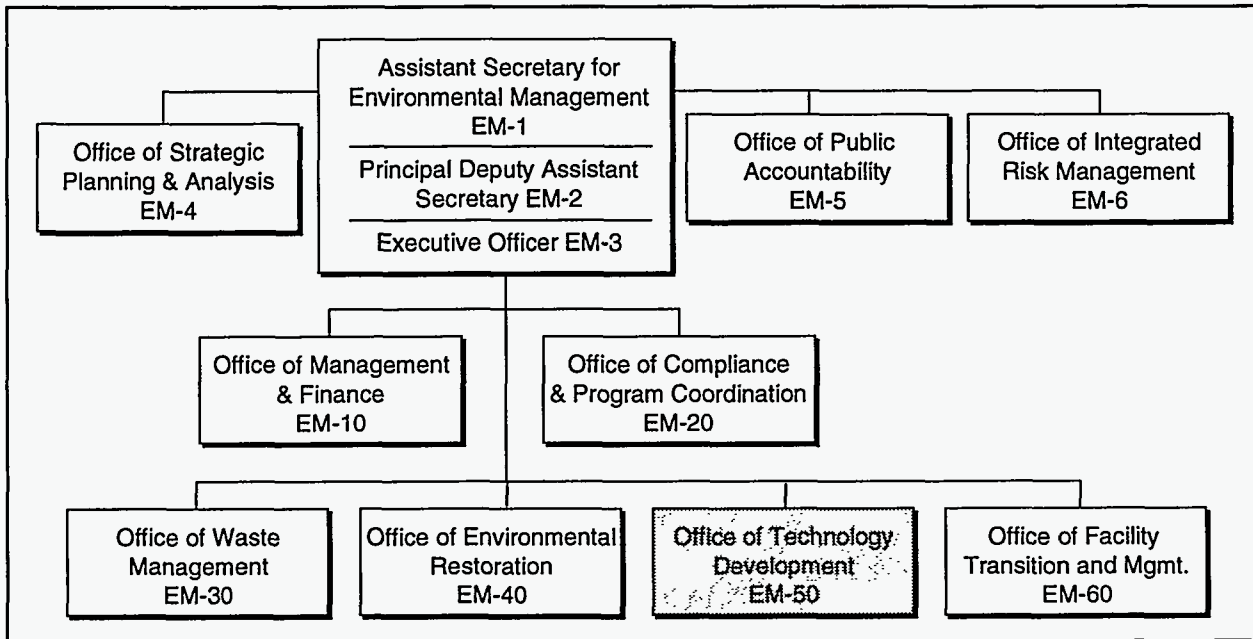 Assistant Secretary for
Environmental Management
EM-1
Principal Deputy Assistant
Secretary EM-2
Executive Officer EM-3
Office of Strategic
Planning & Analysis
EM-4
Office of Public
Accountability
EM-5
Office of Integrated
Risk Management
EM-6
Office of Management
& Finance
EM-10
Office of Compliance
& Program Coordination
EM-20
Office of Waste
Management
EM-30
Office of Environmental
Restoration
EM-40
Office of Technology
Development
EM-50
Office of Facility
Transition and Mgmt.
EM-60